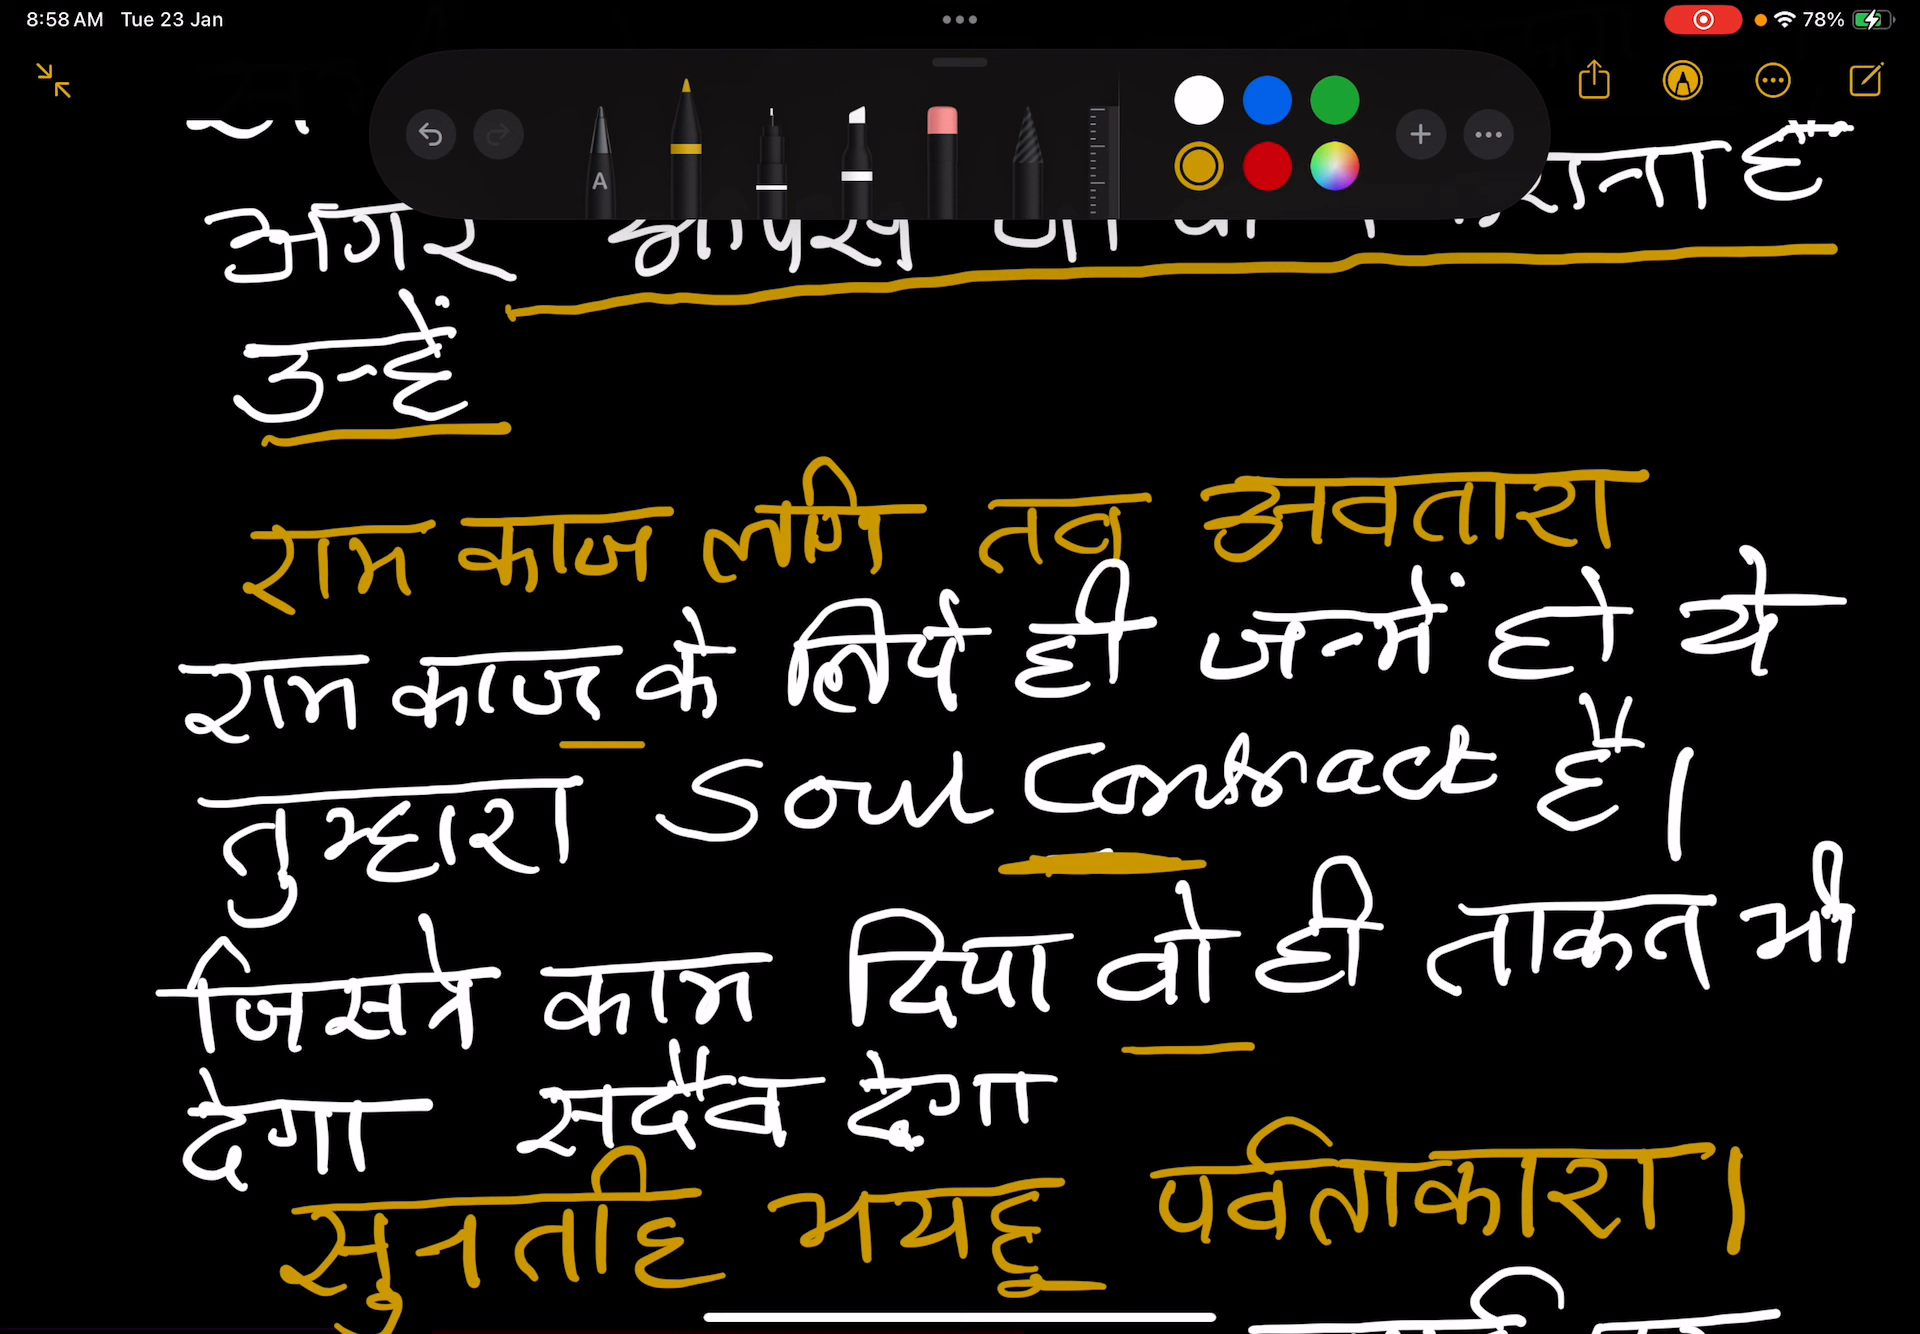 8:58 AM Tue 23 Jan 78%
A
अगर आपसे
उन्हें
राम काज लगि तव अवतारा
राम काज के लिये ही जन्में हो ये
तुम्हारा Soul Contract है।
जिसने काम दिया वो ही ताकत भी
देगा सदैव देगा
सुनतहि भयहु पर्वताकारा।